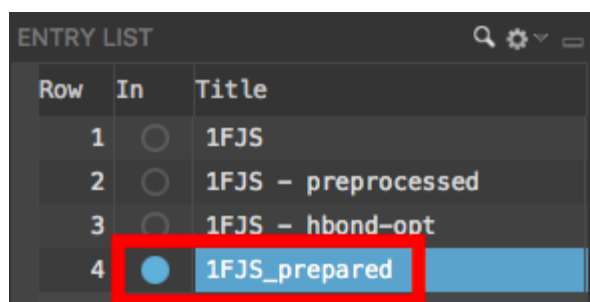 ENTRY LIST
Row In Title
1 1FJS
2 1FJS – preprocessed
3 1FJS – hbond-opt
4 1FJS_prepared